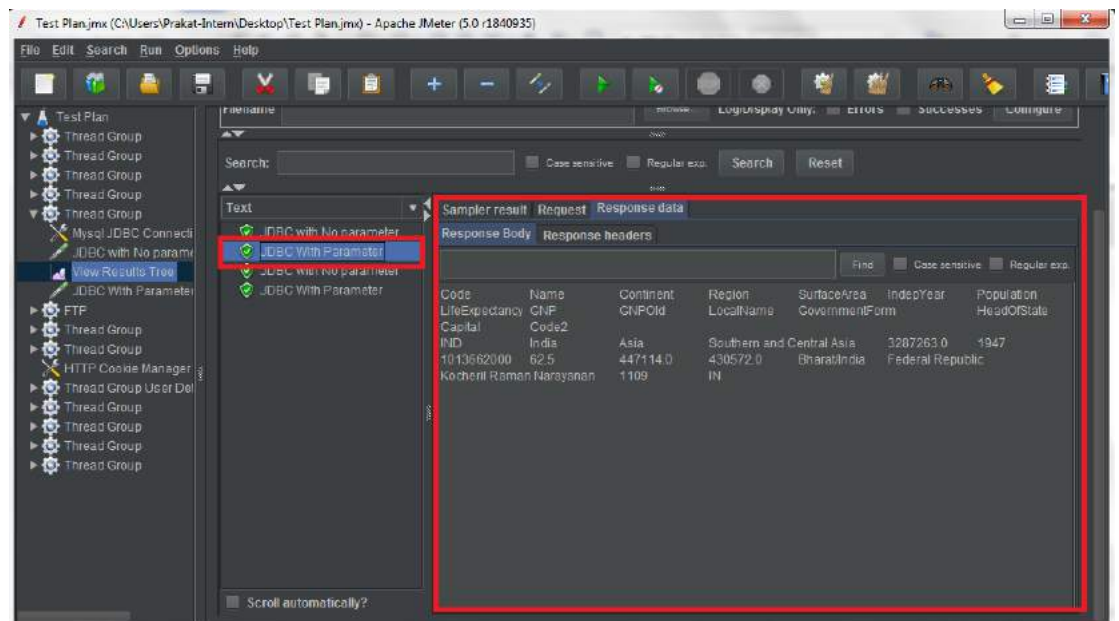 Test Plan.jmx (C:\Users\Prakat-Intern\Desktop\Test Plan.jmx) - Apache JMeter (5.0 r1840935)
File Edit Search Run Options Help
Filename Browse... Log/Display Only: Errors Successes Configure
Search: Case sensitive Regular exp. Search Reset
Test Plan
Thread Group
Thread Group
Thread Group
Thread Group
Thread Group
Mysql JDBC Connecti
JDBC with No parame
View Results Tree
JDBC With Parameter
FTP
Thread Group
Thread Group
HTTP Cookie Manager
Thread Group User Def
Thread Group
Thread Group
Thread Group
Thread Group
Text
JDBC with No parameter
JDBC With Parameter
JDBC with No parameter
JDBC With Parameter
Scroll automatically?
Sampler result Request Response data
Response Body Response headers
Find Case sensitive Regular exp.
Code Name Continent Region SurfaceArea IndepYear Population
LifeExpectancy GNP GNPOld LocalName GovernmentForm HeadOfState
Capital Code2
IND India Asia Southern and Central Asia 3287263.0 1947
1013662000 62.5 447114.0 430572.0 Bharat/India Federal Republic
Kocheril Raman Narayanan 1109 IN